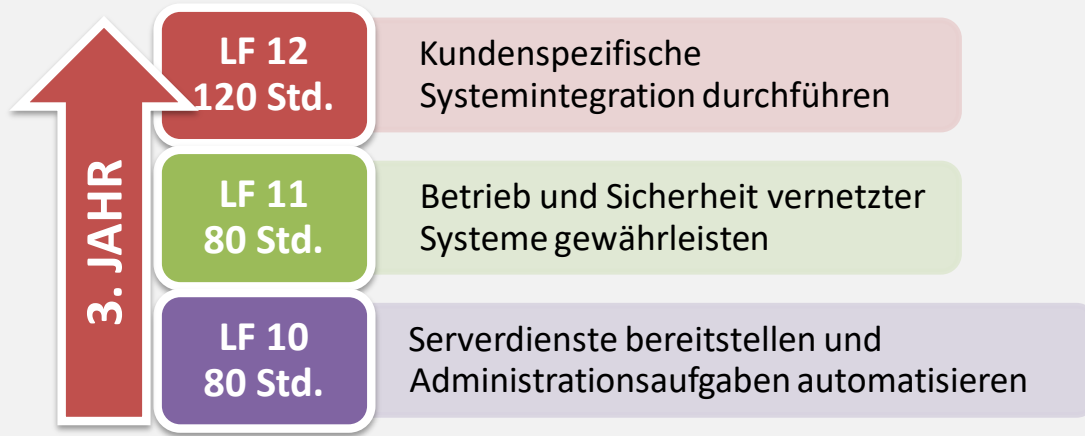 LF 12
120 Std.
Kundenspezifische
Systemintegration durchführen
3. JAHR
LF 11
80 Std.
Betrieb und Sicherheit vernetzter
Systeme gewährleisten
LF 10
80 Std.
Serverdienste bereitstellen und
Administrationsaufgaben automatisieren